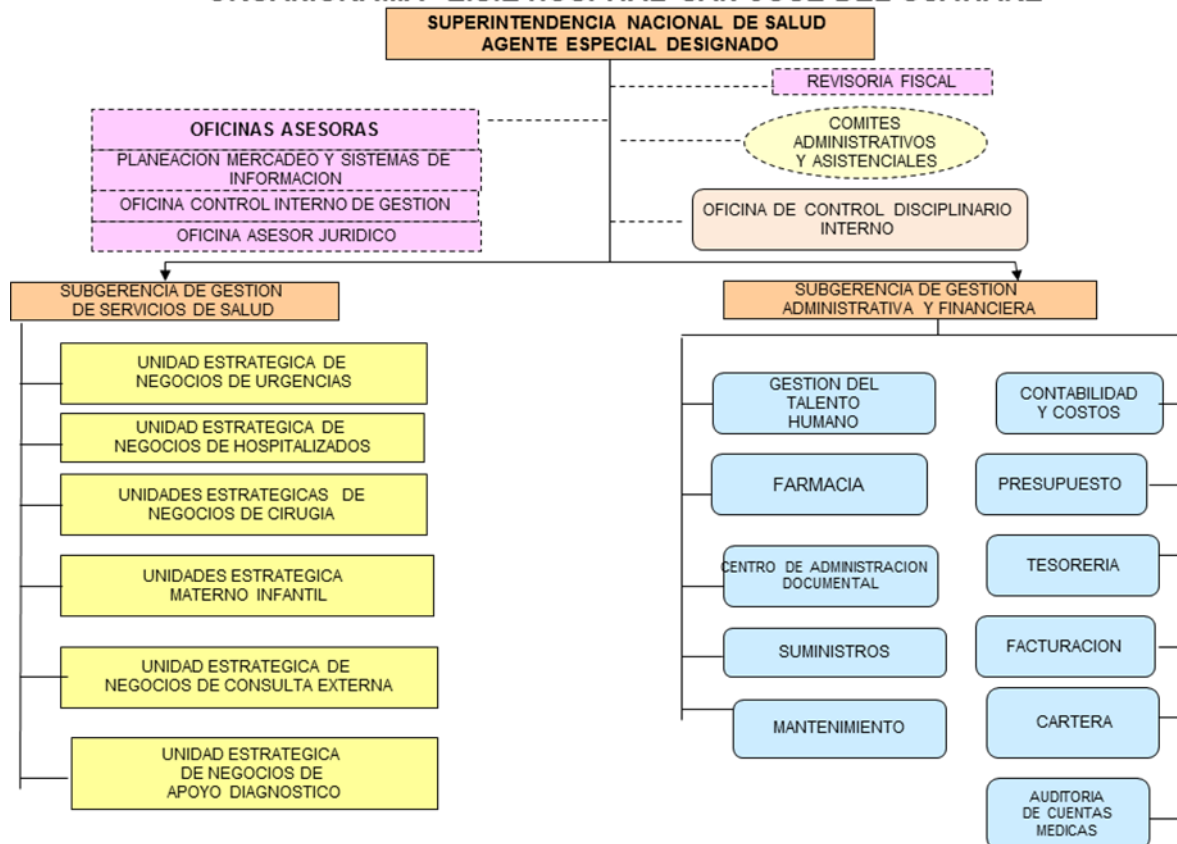 SUPERINTENDENCIA NACIONAL DE SALUD
AGENTE ESPECIAL DESIGNADO
REVISORIA FISCAL
OFICINAS ASESORAS
PLANEACION MERCADEO Y SISTEMAS DE
INFORMACION
OFICINA CONTROL INTERNO DE GESTION
OFICINA ASESOR JURIDICO
COMITES
ADMINISTRATIVOS
Y ASISTENCIALES
OFICINA DE CONTROL DISCIPLINARIO
INTERNO
SUBGERENCIA DE GESTION
DE SERVICIOS DE SALUD
UNIDAD ESTRATEGICA DE
NEGOCIOS DE URGENCIAS
UNIDAD ESTRATEGICA DE
NEGOCIOS DE HOSPITALIZADOS
UNIDADES ESTRATEGICAS DE
NEGOCIOS DE CIRUGIA
UNIDADES ESTRATEGICA
MATERNO INFANTIL
UNIDAD ESTRATEGICA DE
NEGOCIOS DE CONSULTA EXTERNA
UNIDAD ESTRATEGICA
DE NEGOCIOS DE
APOYO DIAGNOSTICO
SUBGERENCIA DE GESTION
ADMINISTRATIVA Y FINANCIERA
GESTION DEL
TALENTO
HUMANO
FARMACIA
CENTRO DE ADMINISTRACION
DOCUMENTAL
SUMINISTROS
MANTENIMIENTO
CONTABILIDAD
Y COSTOS
PRESUPUESTO
TESORERIA
FACTURACION
CARTERA
AUDITORIA
DE CUENTAS
MEDICAS